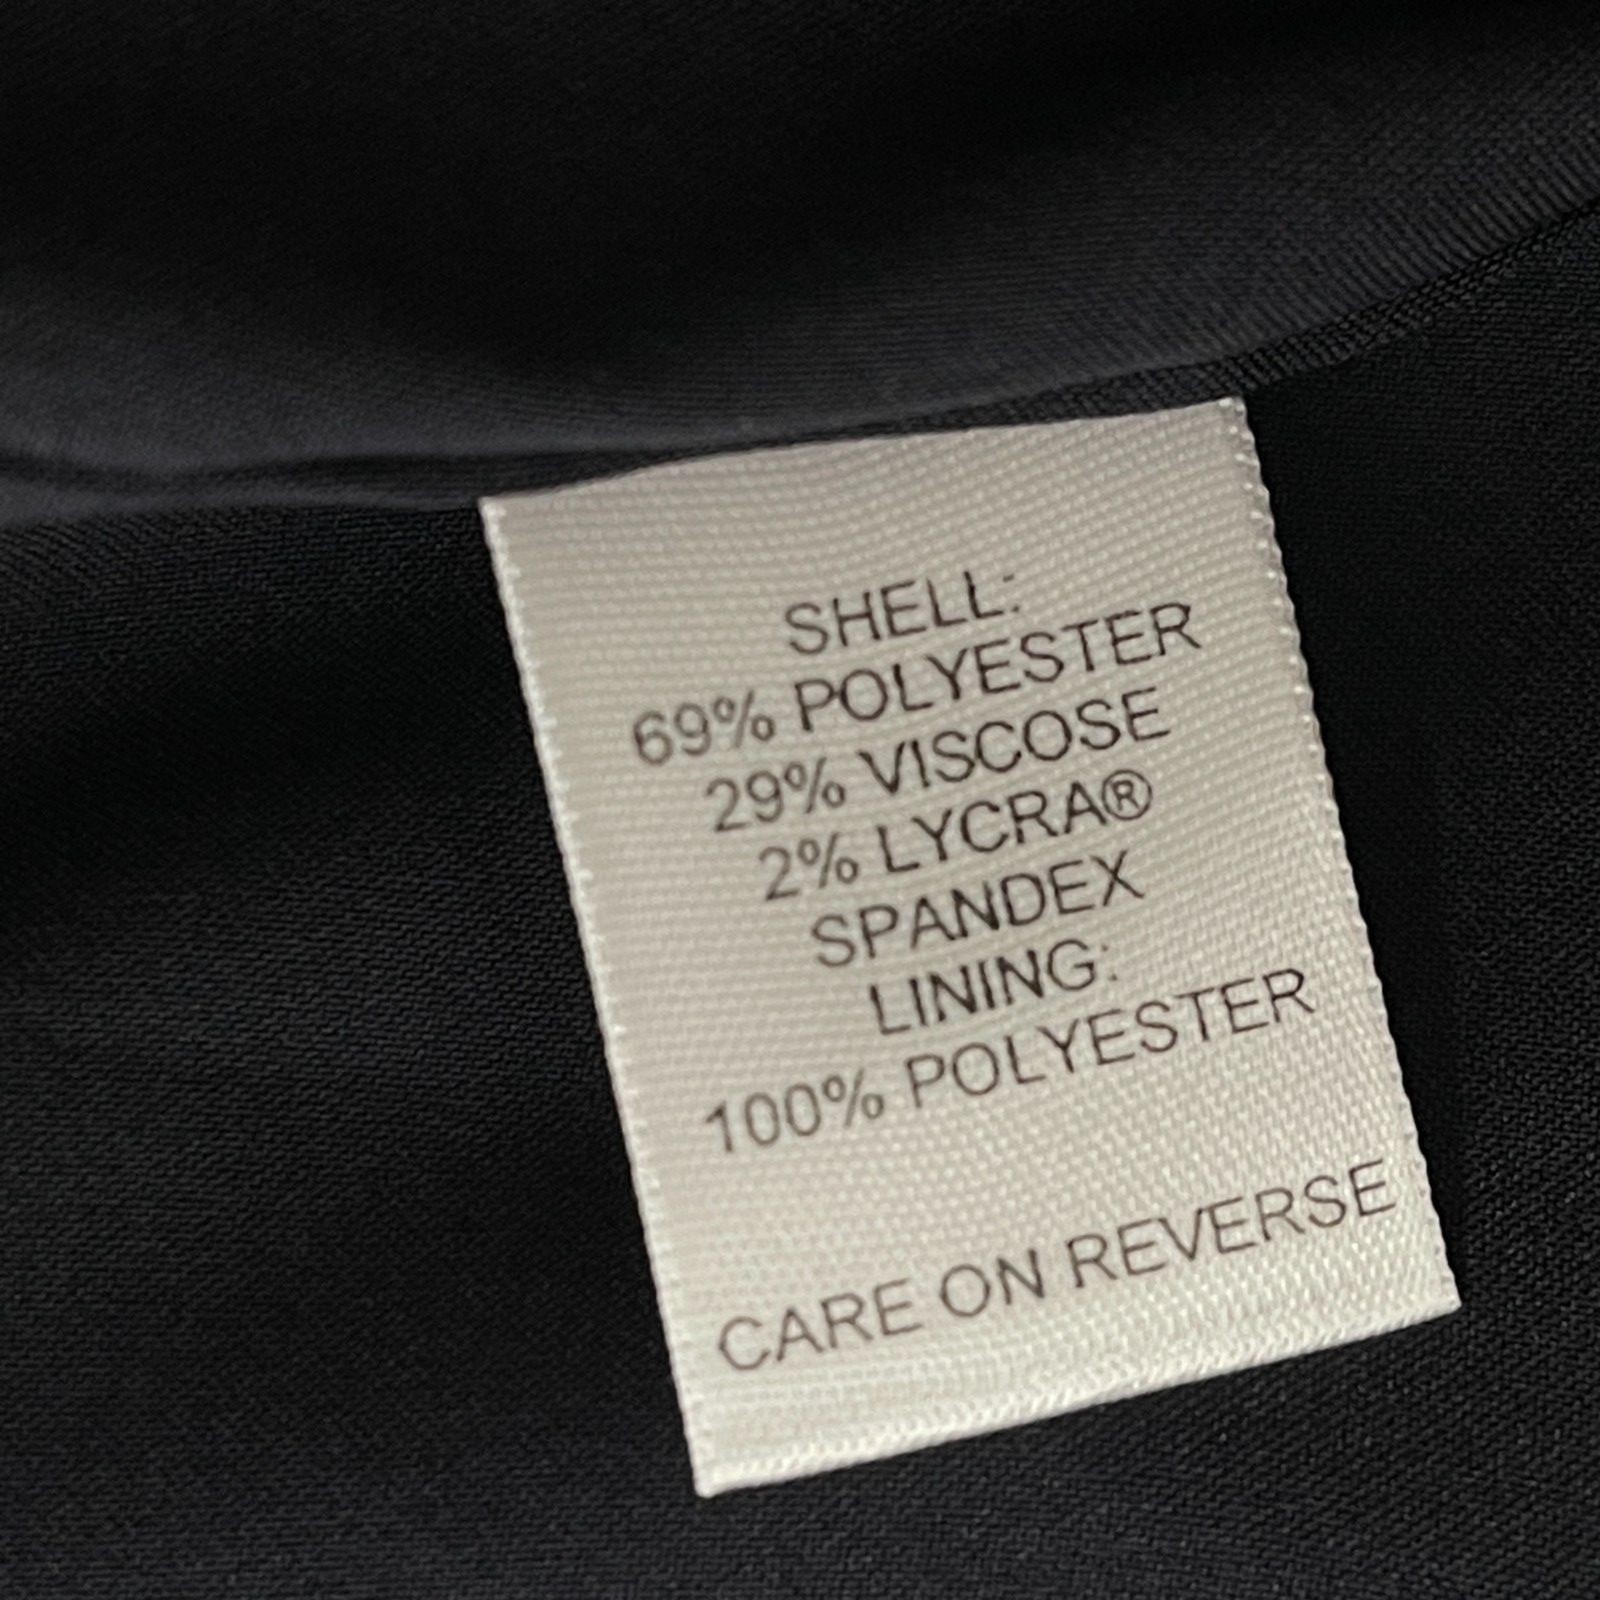 SHELL:
69% POLYESTER
29% VISCOSE
2% LYCRA®
SPANDEX
LINING:
100% POLYESTER
CARE ON REVERSE